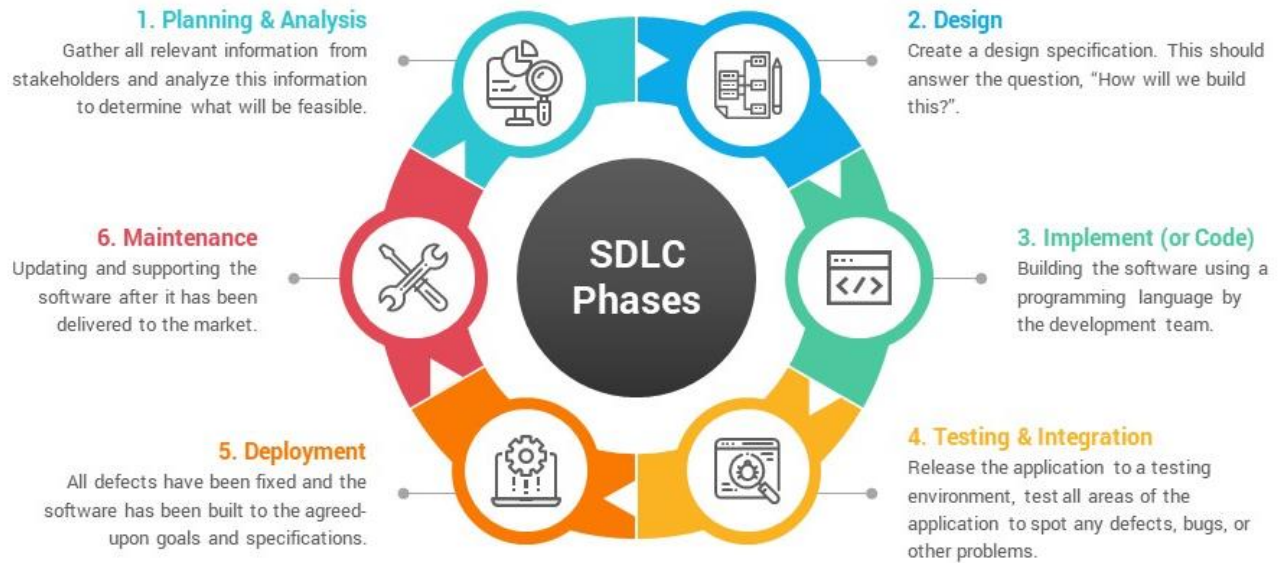 1. Planning & Analysis
Gather all relevant information from
stakeholders and analyze this information
to determine what will be feasible.
2. Design
Create a design specification. This should
answer the question, “How will we build
this?”.
3. Implement (or Code)
Building the software using a
programming language by
the development team.
4. Testing & Integration
Release the application to a testing
environment, test all areas of the
application to spot any defects, bugs, or
other problems.
5. Deployment
All defects have been fixed and the
software has been built to the agreed-
upon goals and specifications.
6. Maintenance
Updating and supporting the
software after it has been
delivered to the market.
SDLC
Phases